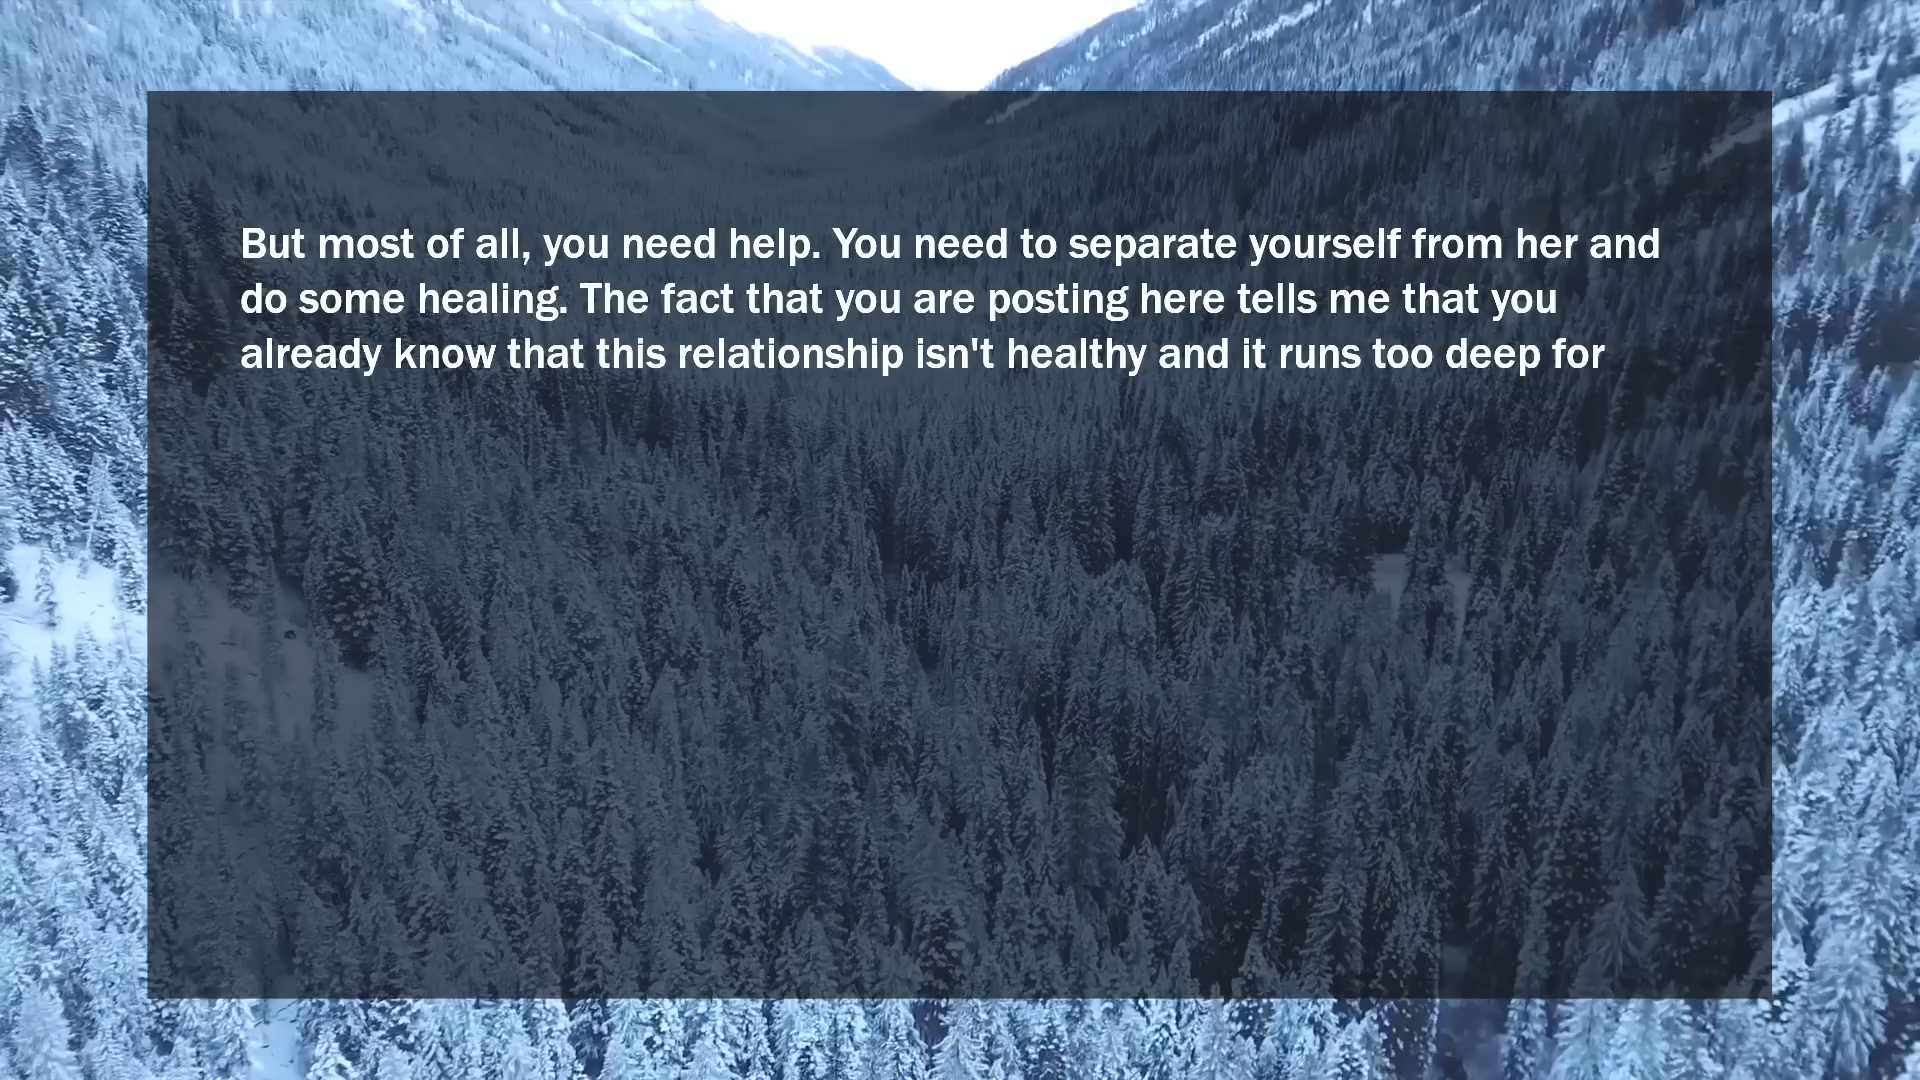 But most of all, you need help. You need to separate yourself from her and
do some healing. The fact that you are posting here tells me that you
already know that this relationship isn't healthy and it runs too deep for